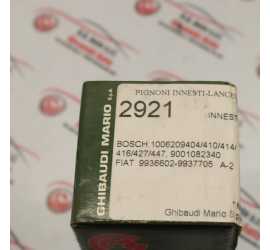 GHIBAUDI MARIO S.p.A
PIGNONI INNESTI-LANCE
2921
INNEST
BOSCH 1006209404/410/414/
416/427/447, 9001082340
FIAT 9936602-9937705 A-2
Ghibaudi Mario S